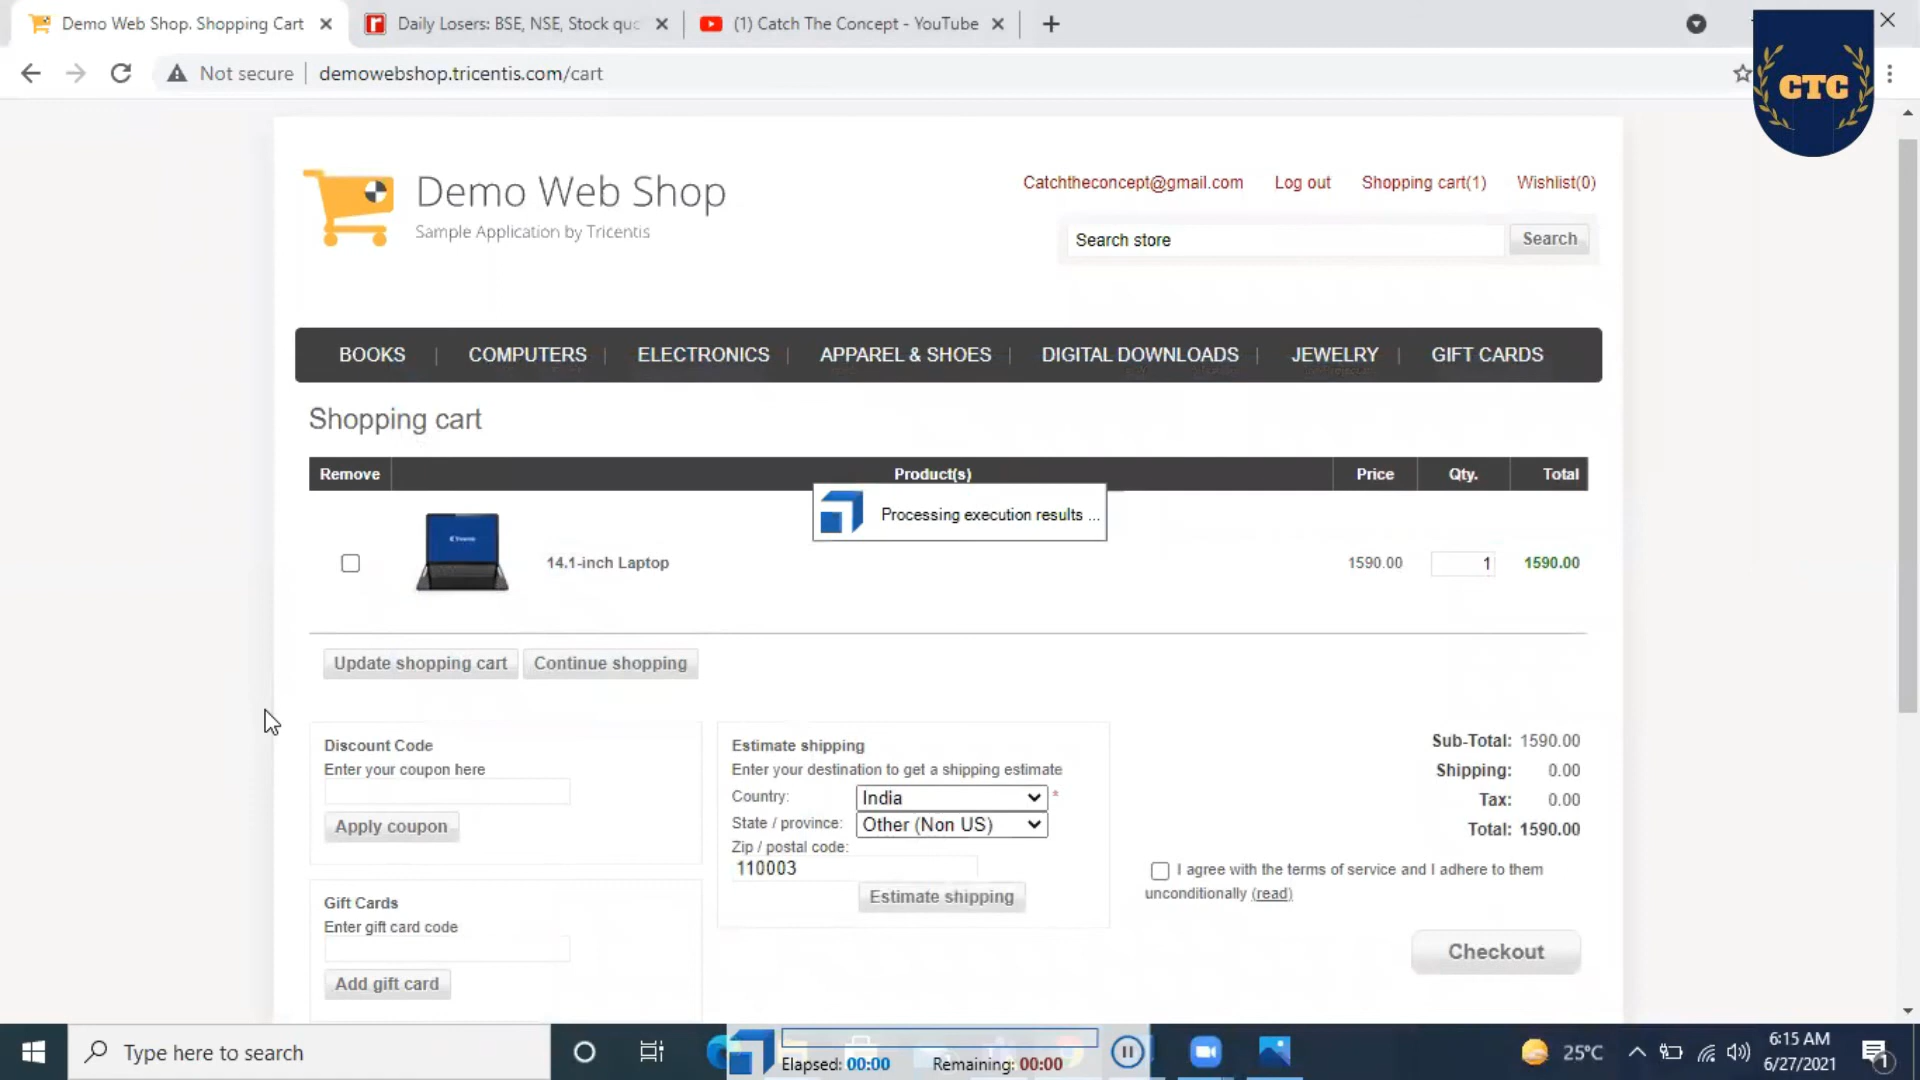 Demo Web Shop. Shopping Cart
Daily Losers: BSE, NSE, Stock quo
(1) Catch The Concept - YouTube
Not secure
demowebshop.tricentis.com/cart
CTC
Demo Web Shop
Sample Application by Tricentis
Catchtheconcept@gmail.com Log out Shopping cart(1) Wishlist(0)
Search store Search
BOOKS COMPUTERS ELECTRONICS APPAREL & SHOES DIGITAL DOWNLOADS JEWELRY GIFT CARDS
Shopping cart
Remove Product(s) Price Qty. Total
Processing execution results ...
14.1-inch Laptop 1590.00 1 1590.00
Update shopping cart Continue shopping
Discount Code
Enter your coupon here
Apply coupon
Gift Cards
Enter gift card code
Add gift card
Estimate shipping
Enter your destination to get a shipping estimate
Country: India *
State / province: Other (Non US)
Zip / postal code:
110003
Estimate shipping
Sub-Total: 1590.00
Shipping: 0.00
Tax: 0.00
Total: 1590.00
I agree with the terms of service and I adhere to them
unconditionally (read)
Checkout
Type here to search
Elapsed: 00:00 Remaining: 00:00
25°C
6:15 AM
6/27/2021
1